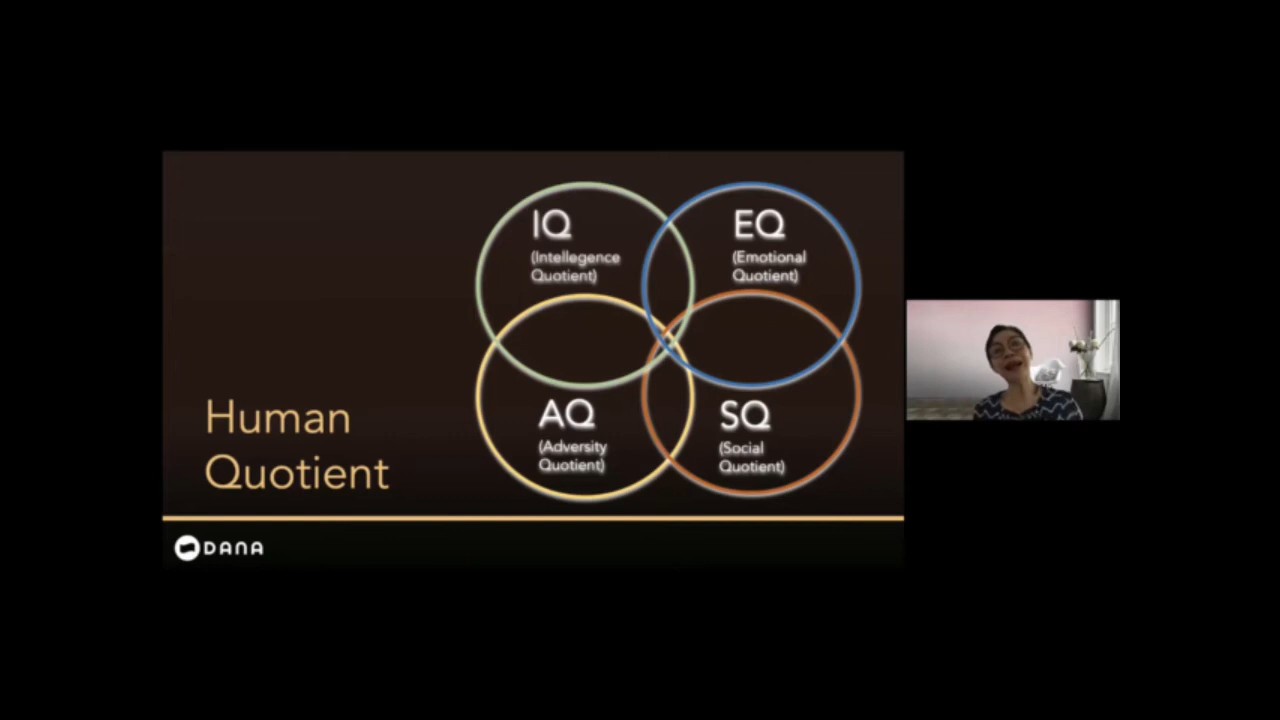 IQ
(Intellegence
Quotient)
EQ
(Emotional
Quotient)
AQ
(Adversity
Quotient)
SQ
(Social
Quotient)
Human
Quotient
DANA